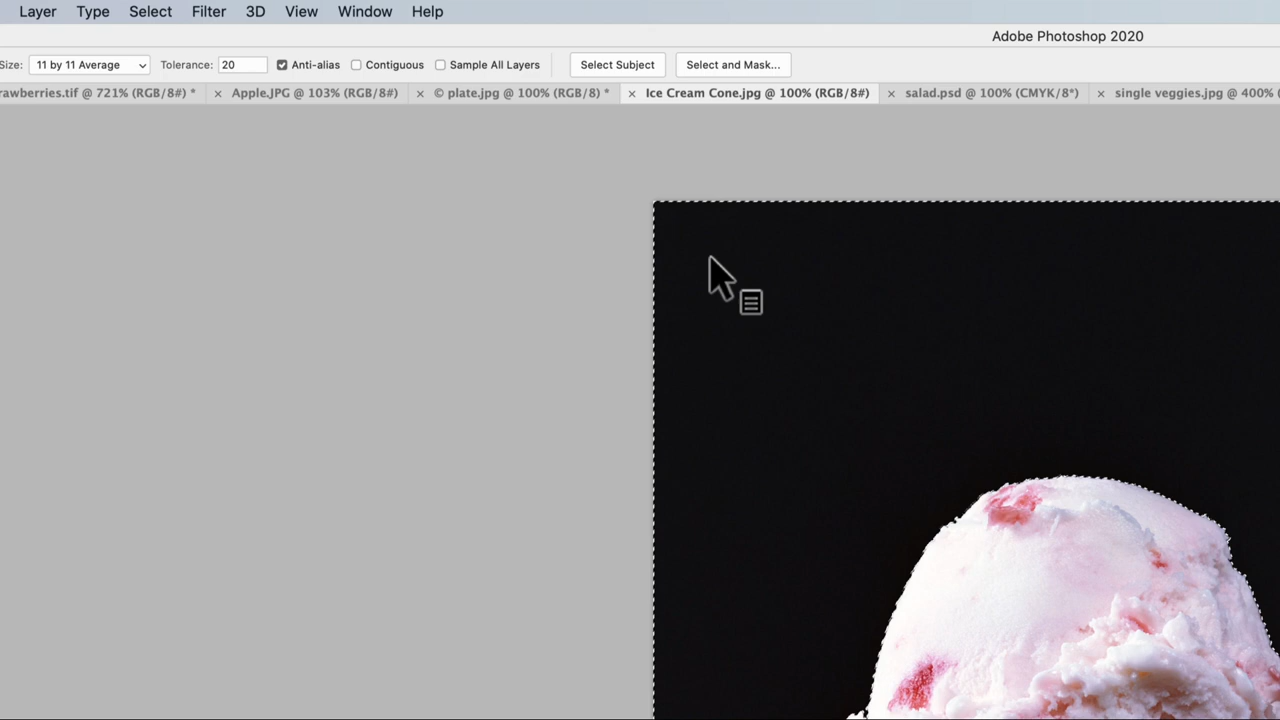 Layer Type Select Filter 3D View Window Help
Adobe Photoshop 2020
Size: 11 by 11 Average Tolerance: 20 Anti-alias Contiguous Sample All Layers Select Subject Select and Mask...
rawberries.tif @ 721% (RGB/8#) * × Apple.JPG @ 103% (RGB/8#) × © plate.jpg @ 100% (RGB/8) * × Ice Cream Cone.jpg @ 100% (RGB/8#) × salad.psd @ 100% (CMYK/8*) × single veggies.jpg @ 400% (